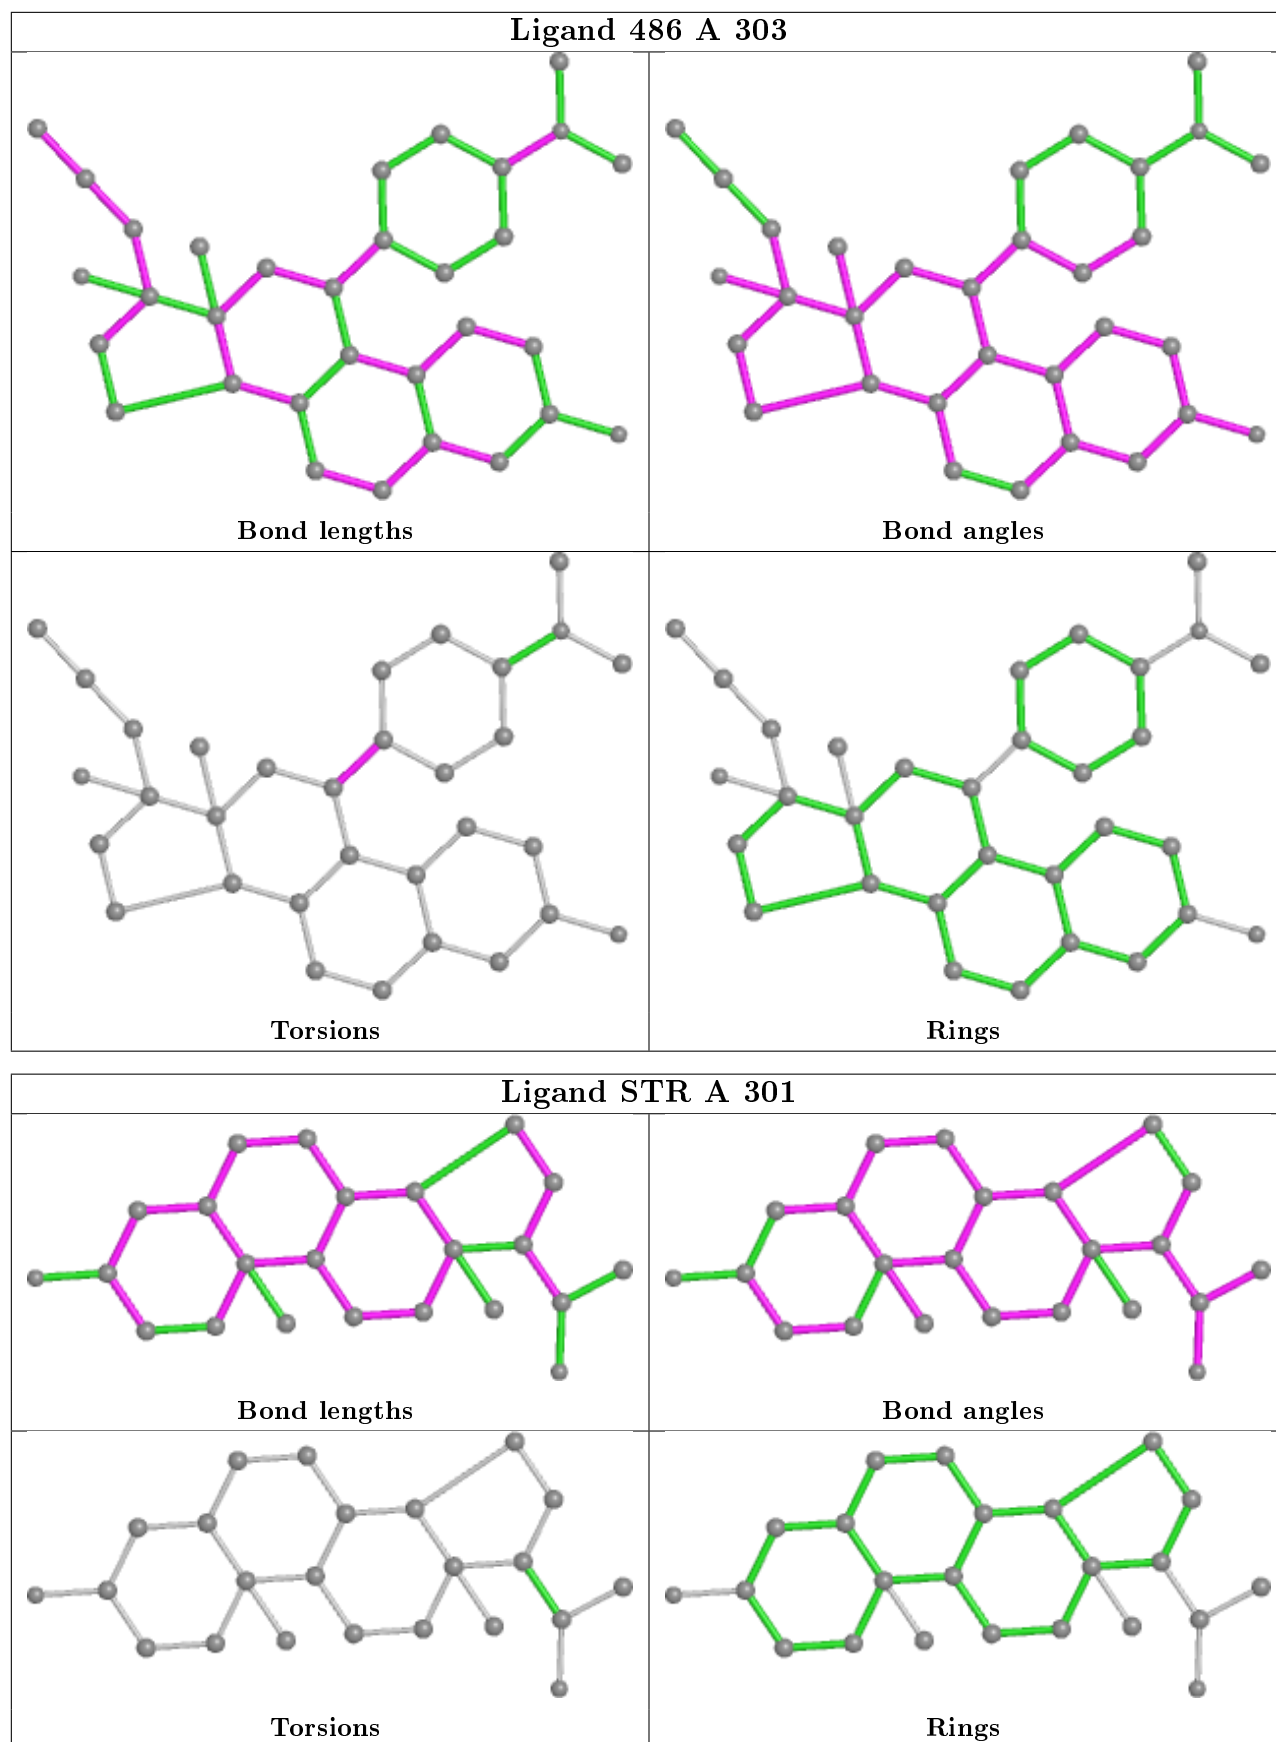 Ligand 486 A 303
Bond lengths
Bond angles
Torsions
Rings
Ligand STR A 301
Bond lengths
Bond angles
Torsions
Rings